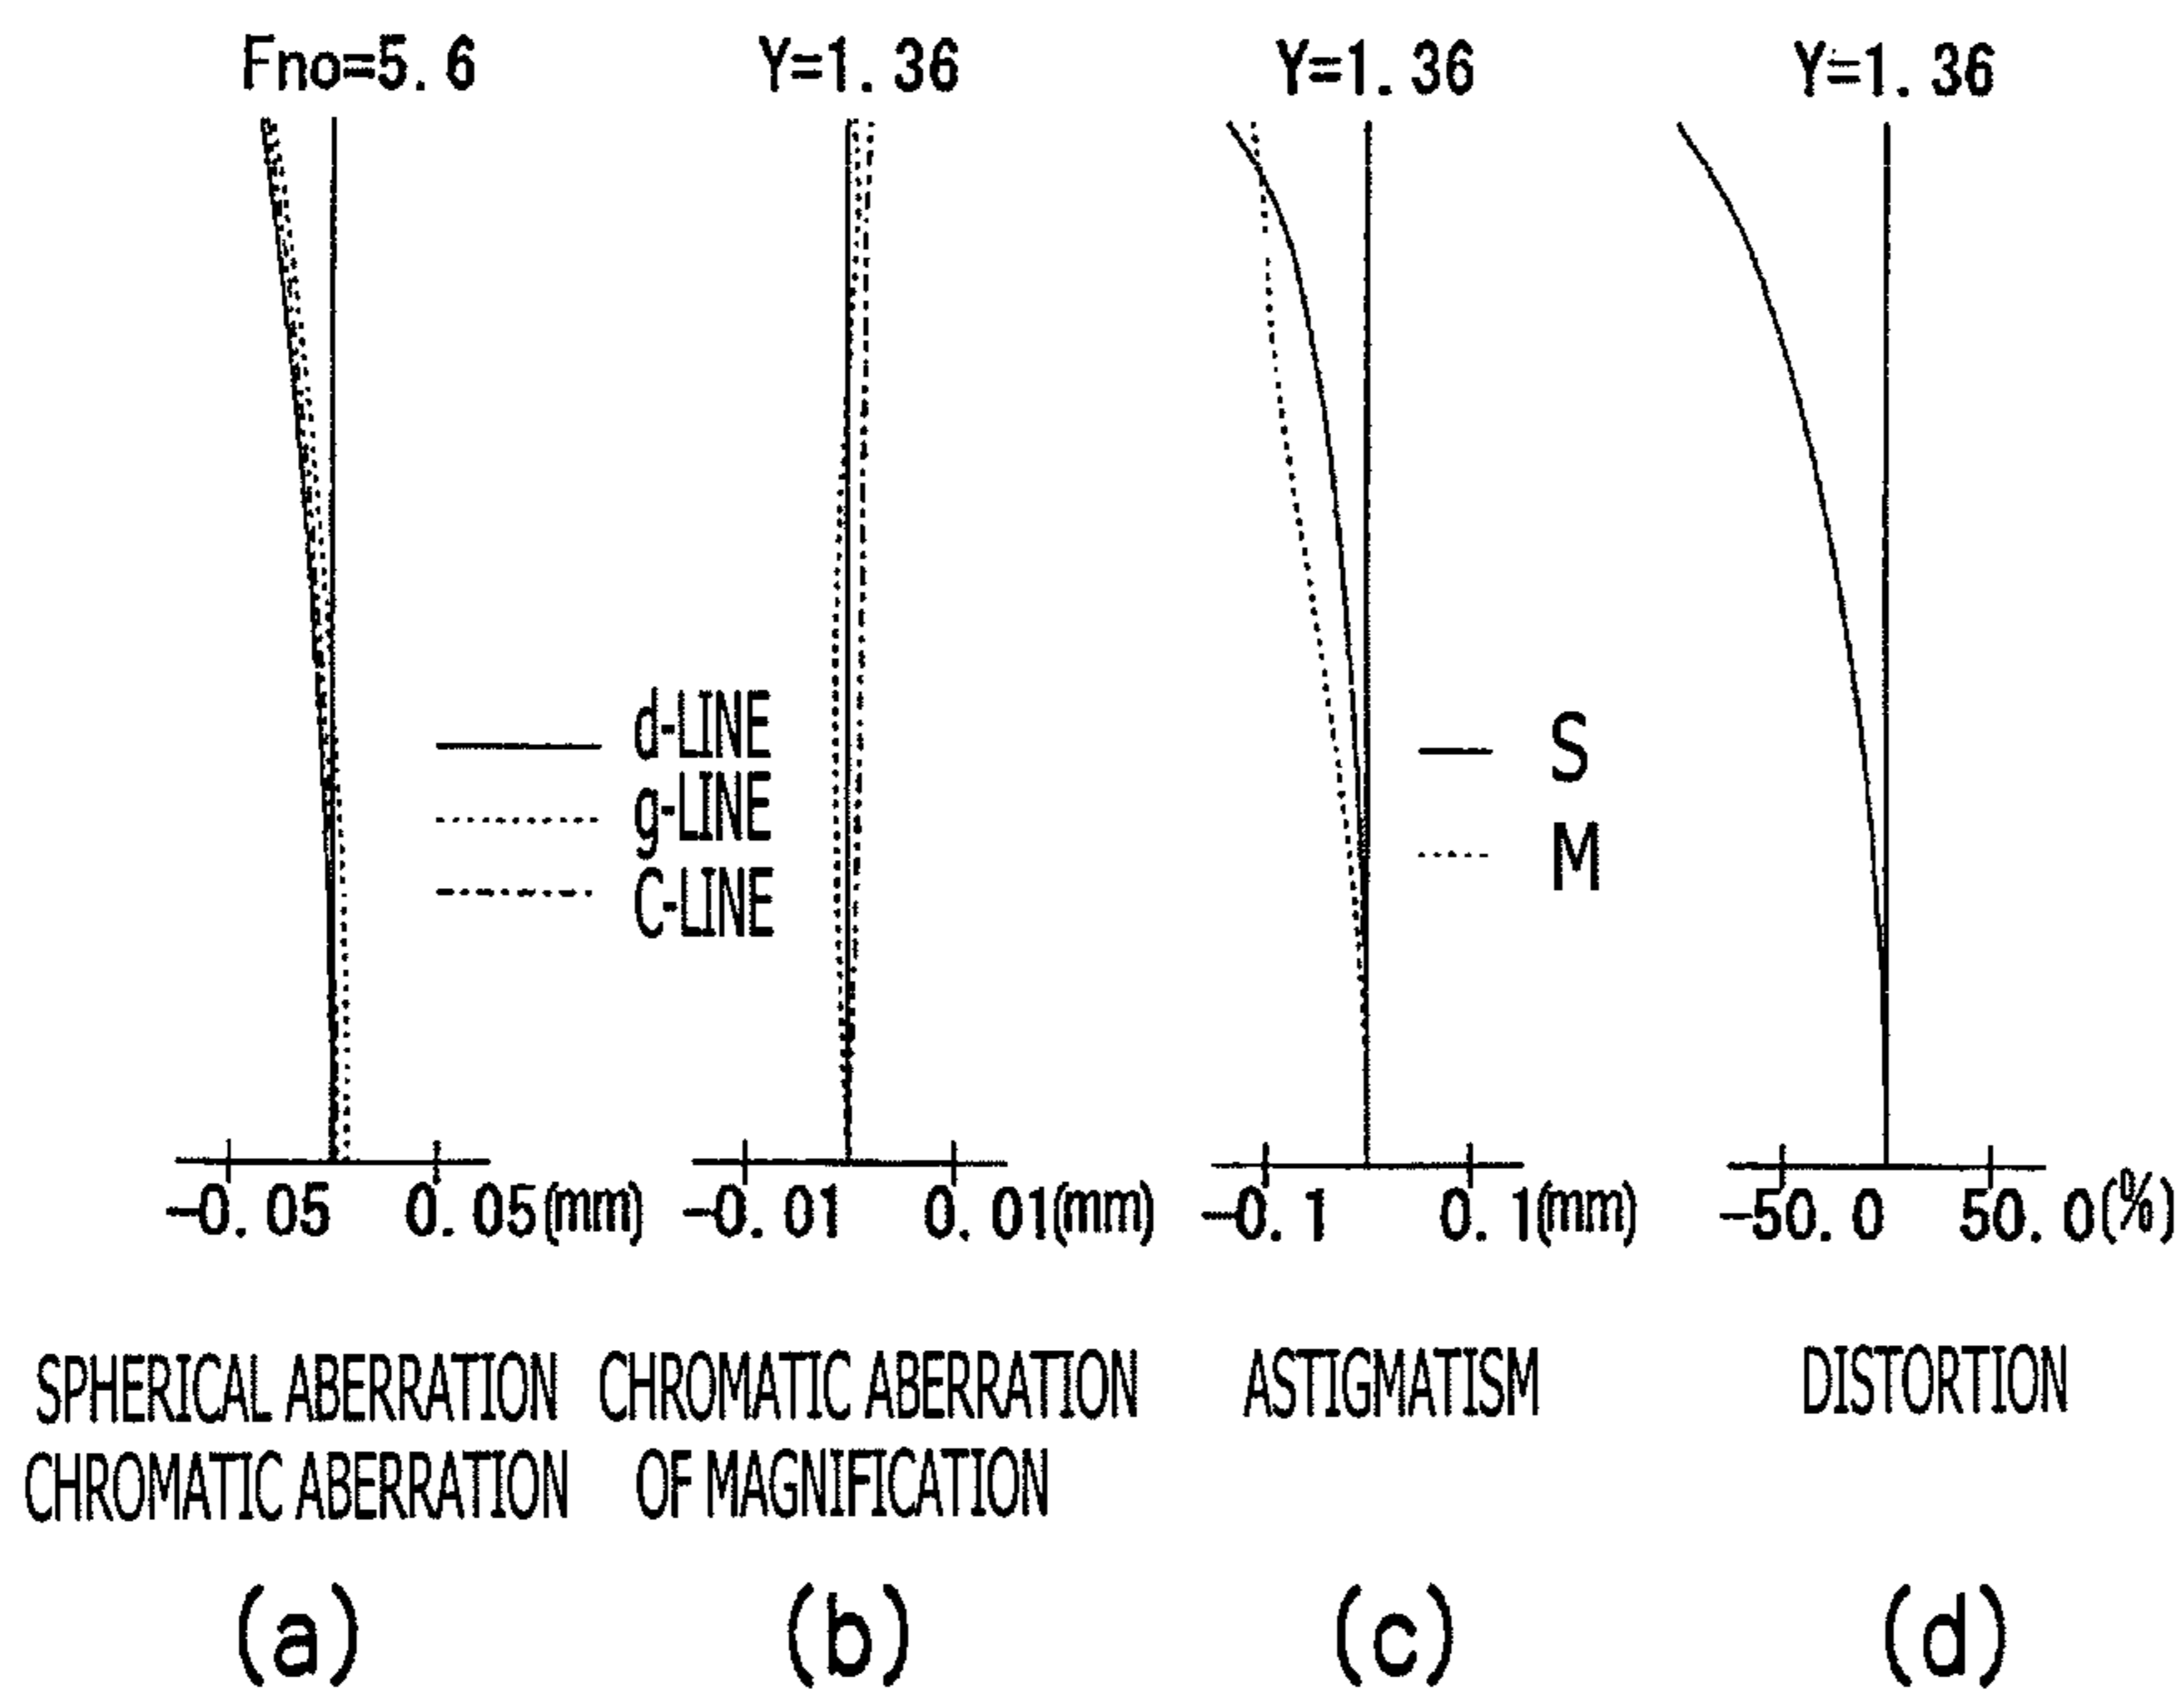 Fno=5.6 Y=1.36 Y=1.36 Y=1.36
d-LINE
g-LINE
C-LINE
S
M
-0.05 0.05(mm) -0.01 0.01(mm) -0.1 0.1(mm) -50.0 50.0(%)
SPHERICAL ABERRATION CHROMATIC ABERRATION ASTIGMATISM DISTORTION
CHROMATIC ABERRATION OF MAGNIFICATION
(a) (b) (c) (d)